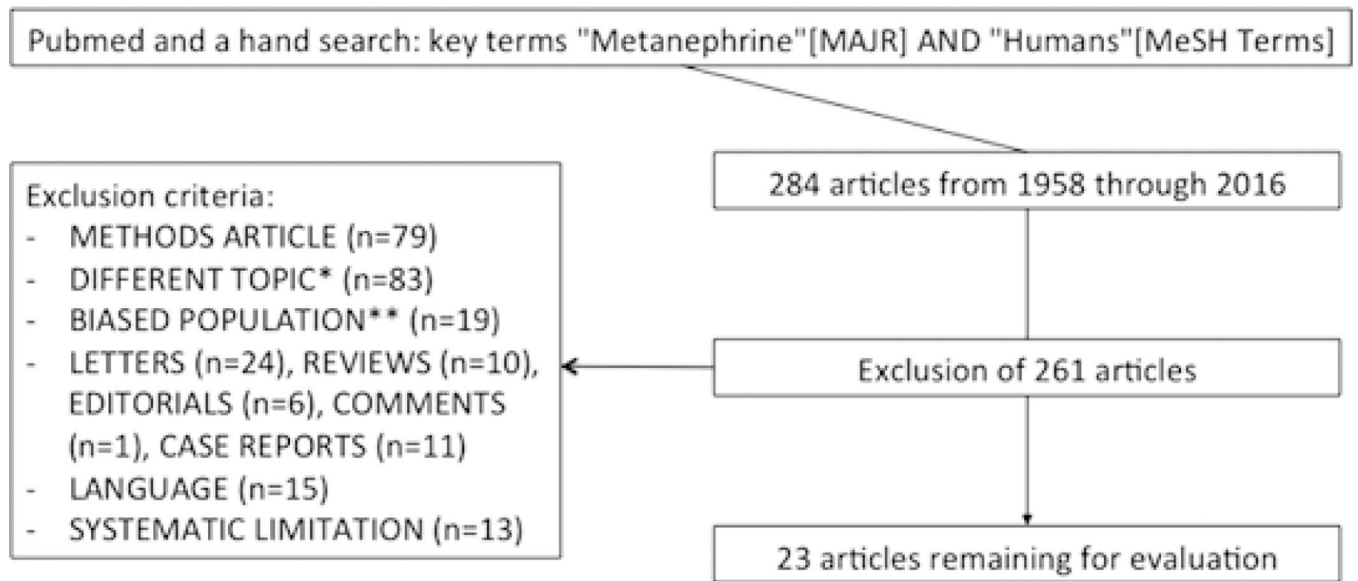 Pubmed and a hand search: key terms "Metanephrine"[MAJR] AND "Humans"[MeSH Terms]
284 articles from 1958 through 2016
Exclusion criteria:
- METHODS ARTICLE (n=79)
- DIFFERENT TOPIC* (n=83)
- BIASED POPULATION** (n=19)
- LETTERS (n=24), REVIEWS (n=10),
EDITORIALS (n=6), COMMENTS
(n=1), CASE REPORTS (n=11)
- LANGUAGE (n=15)
- SYSTEMATIC LIMITATION (n=13)
Exclusion of 261 articles
23 articles remaining for evaluation